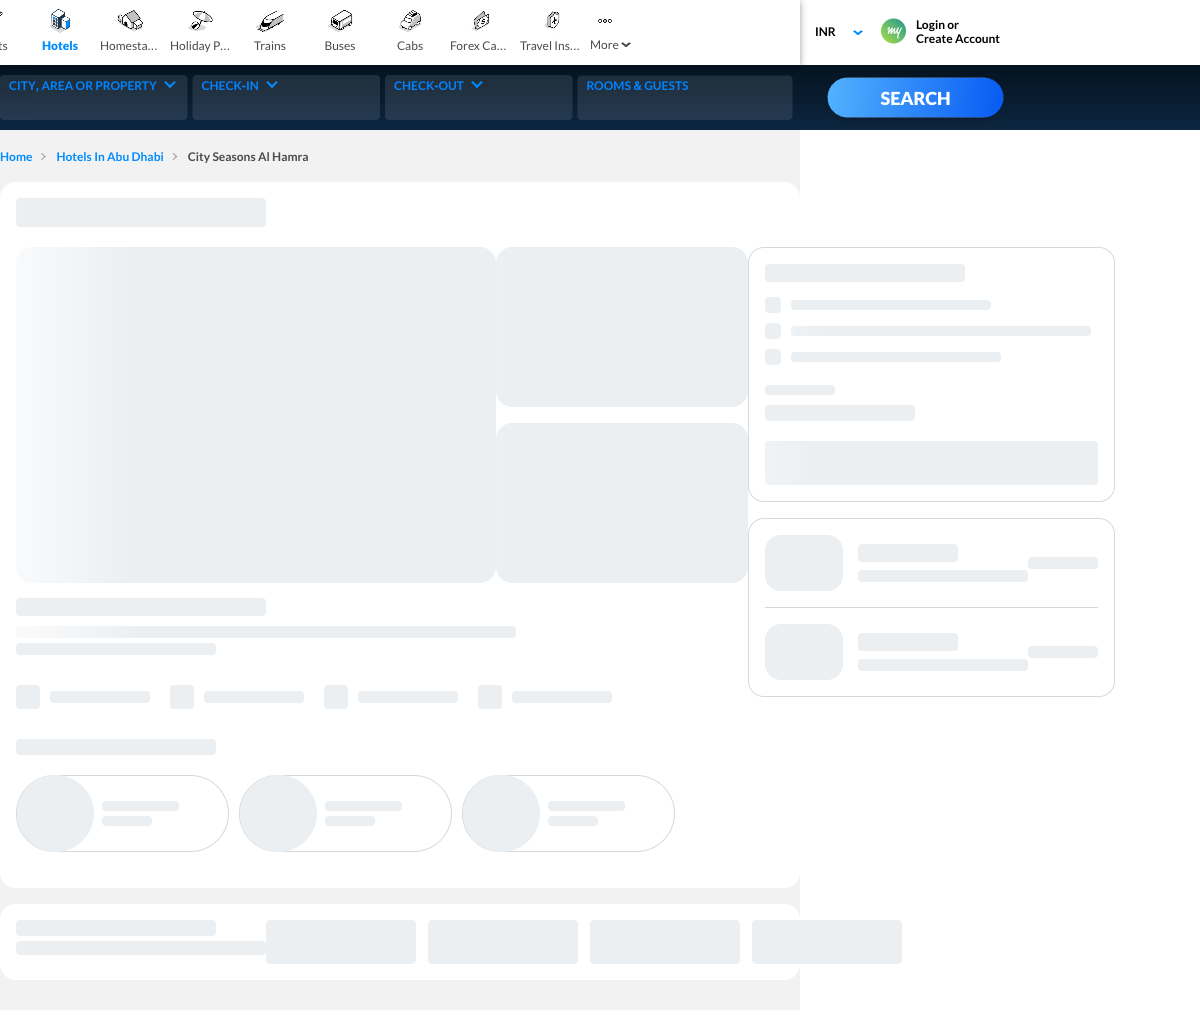 ts
Hotels
Homesta...
Holiday P...
Trains
Buses
Cabs
Forex Ca...
Travel Ins...
More
INR
my
Login or
Create Account
CITY, AREA OR PROPERTY
CHECK-IN
CHECK-OUT
ROOMS & GUESTS
SEARCH
Home
Hotels In Abu Dhabi
City Seasons Al Hamra